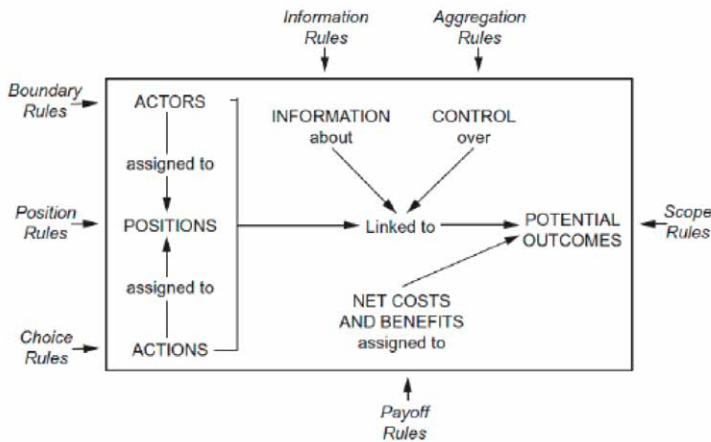 Information
Rules
Aggregation
Rules
Boundary
Rules
ACTORS
INFORMATION
about
CONTROL
over
assigned to
Position
Rules
POSITIONS
Linked to
POTENTIAL
OUTCOMES
Scope
Rules
assigned to
NET COSTS
AND BENEFITS
assigned to
Choice
Rules
ACTIONS
Payoff
Rules